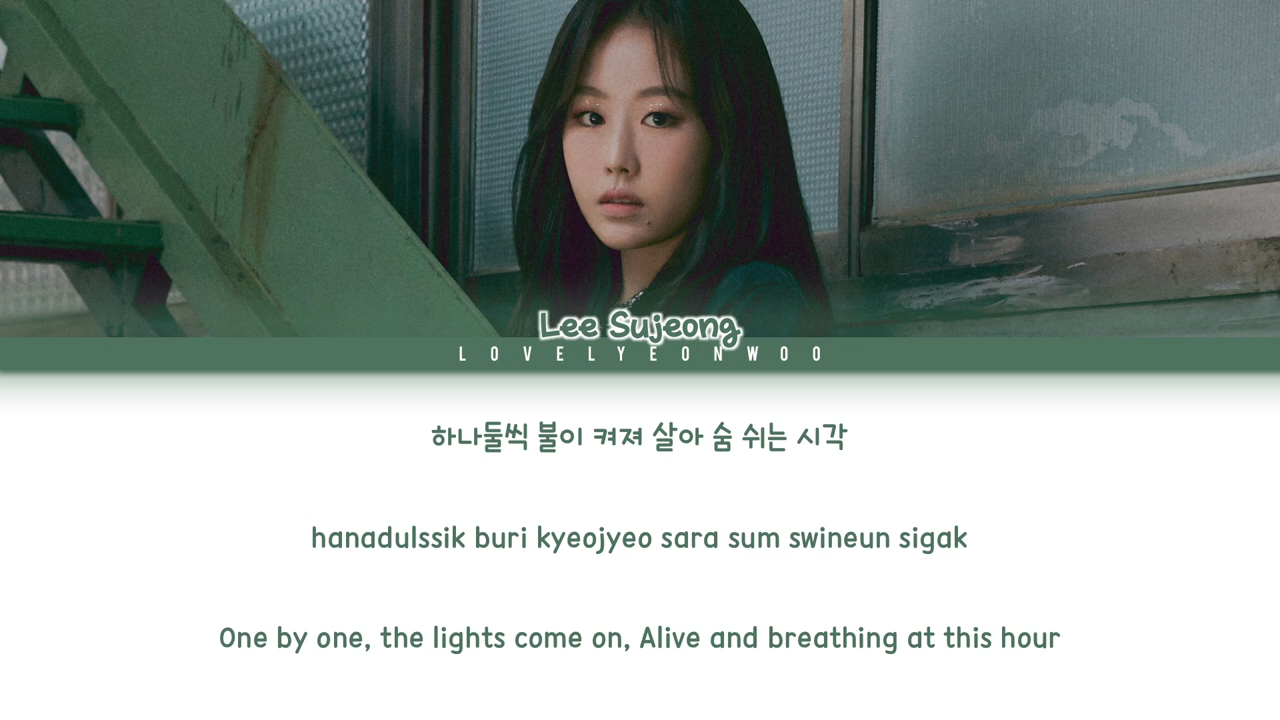 Lee Sujeong
LOVELYEONWOO
하나둘씩 불이 켜져 살아 숨 쉬는 시각
hanadulssik buri kyeojyeo sara sum swineun sigak
One by one, the lights come on, Alive and breathing at this hour